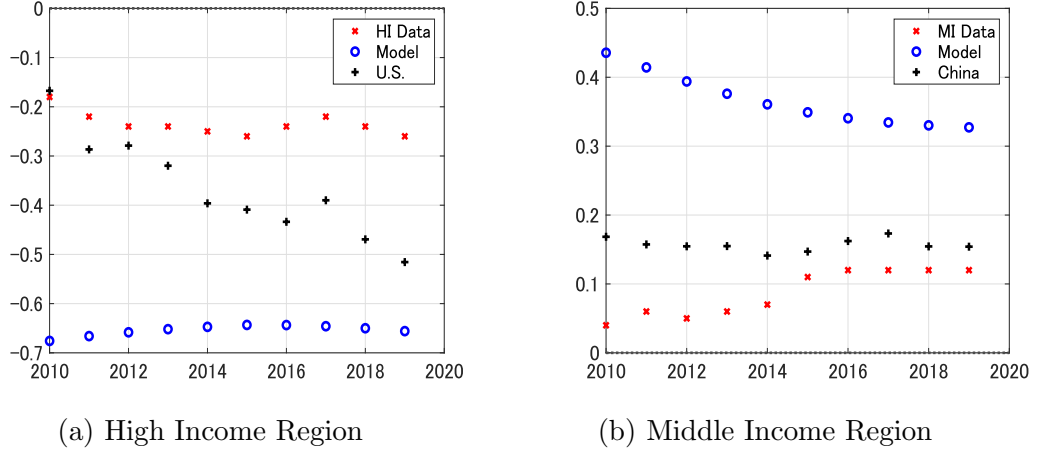 0
-0.1
-0.2
-0.3
-0.4
-0.5
-0.6
-0.7
2010 2012 2014 2016 2018 2020
HI Data
Model
U.S.
(a) High Income Region
0.5
0.4
0.3
0.2
0.1
0
2010 2012 2014 2016 2018 2020
MI Data
Model
China
(b) Middle Income Region